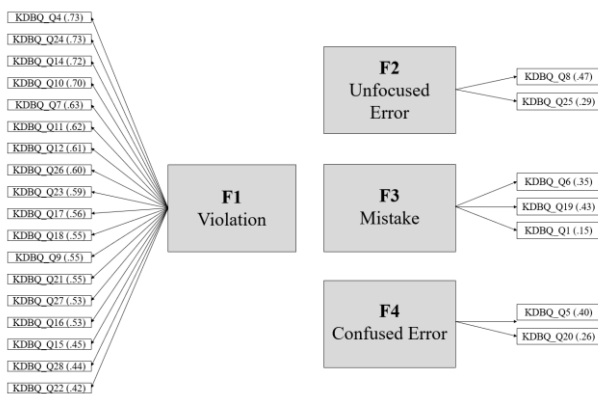 KDBQ_Q4 (.73)
KDBQ_Q24 (.73)
KDBQ_Q14 (.72)
KDBQ_Q10 (.70)
KDBQ_Q7 (.63)
KDBQ_Q11 (.62)
KDBQ_Q12 (.61)
KDBQ_Q26 (.60)
KDBQ_Q23 (.59)
KDBQ_Q17 (.56)
KDBQ_Q18 (.55)
KDBQ_Q9 (.55)
KDBQ_Q21 (.55)
KDBQ_Q27 (.53)
KDBQ_Q16 (.53)
KDBQ_Q15 (.45)
KDBQ_Q28 (.44)
KDBQ_Q22 (.42)
F1
Violation
F2
Unfocused
Error
KDBQ_Q8 (.47)
KDBQ_Q25 (.29)
F3
Mistake
KDBQ_Q6 (.35)
KDBQ_Q19 (.43)
KDBQ_Q1 (.15)
F4
Confused Error
KDBQ_Q5 (.40)
KDBQ_Q20 (.26)